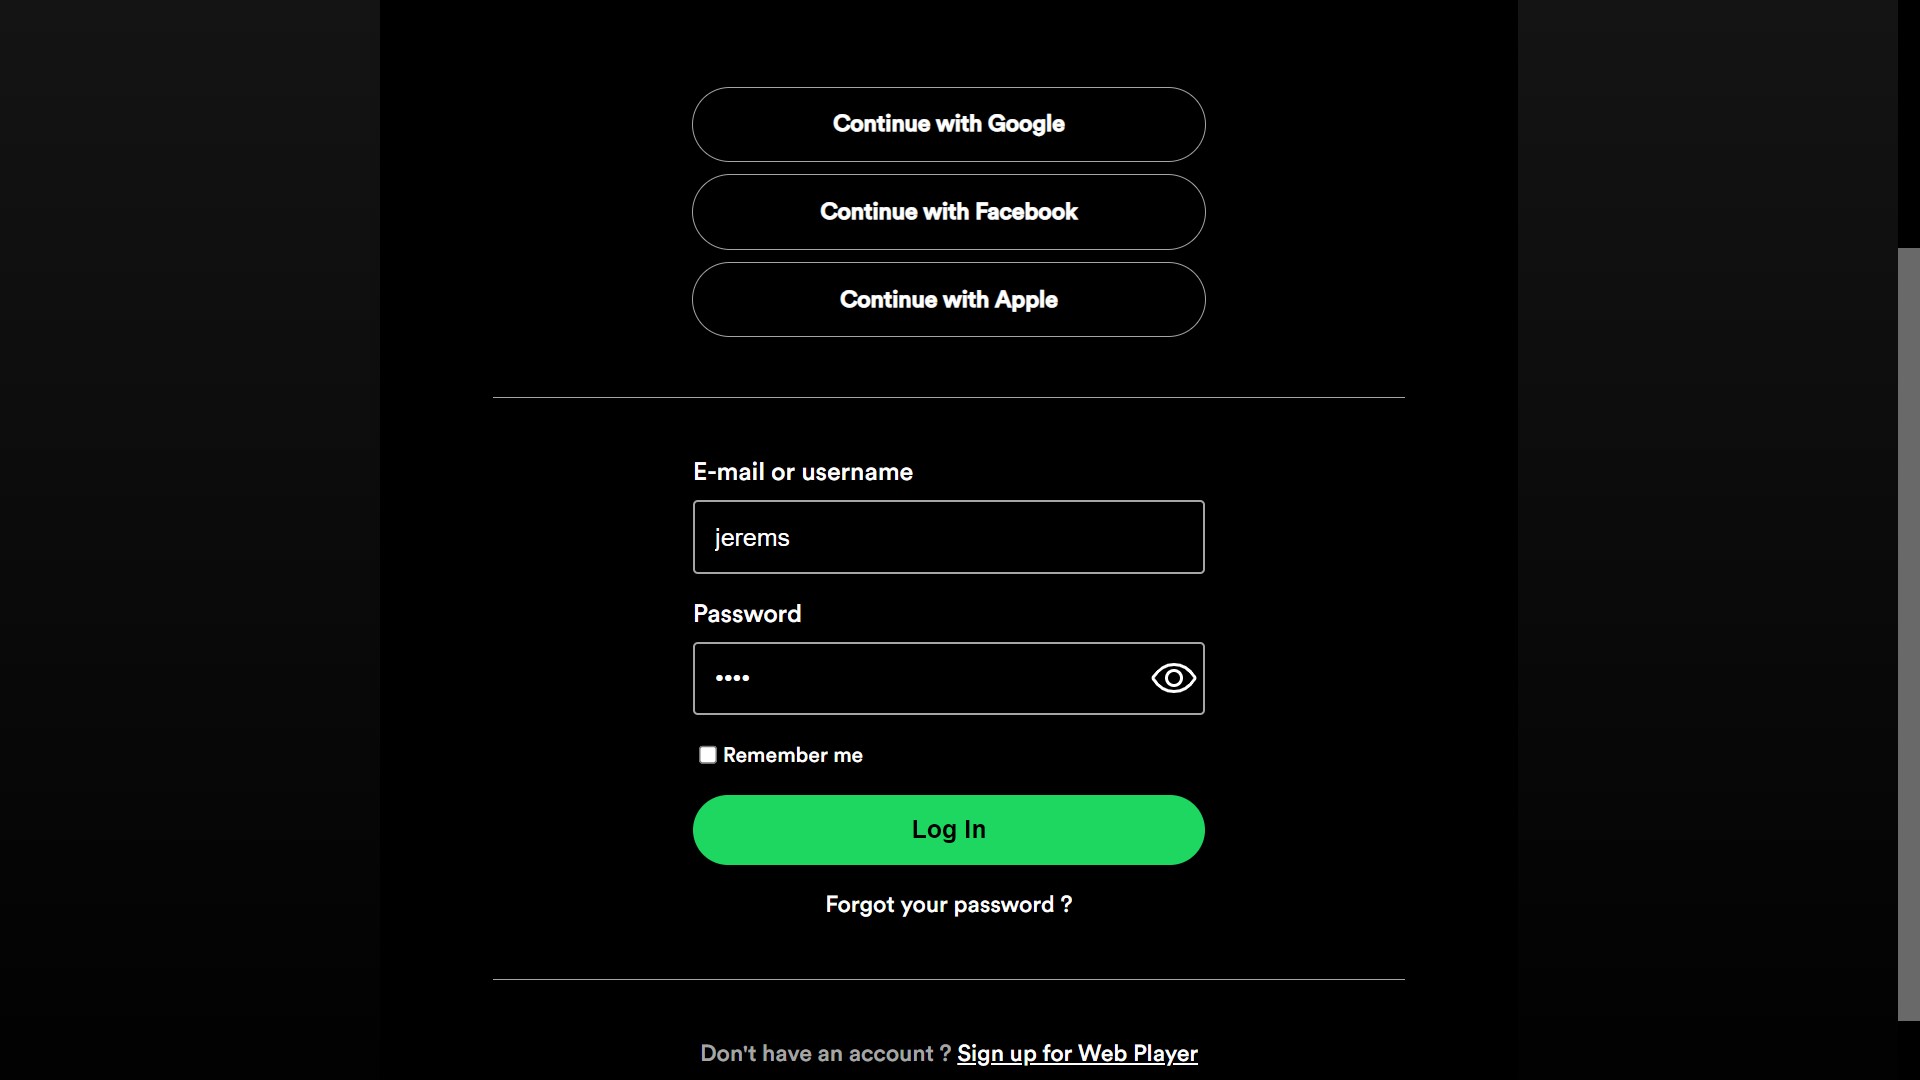 Continue with Google
Continue with Facebook
Continue with Apple
E-mail or username
jerems
Password
••••
Remember me
Log In
Forgot your password ?
Don't have an account ? Sign up for Web Player